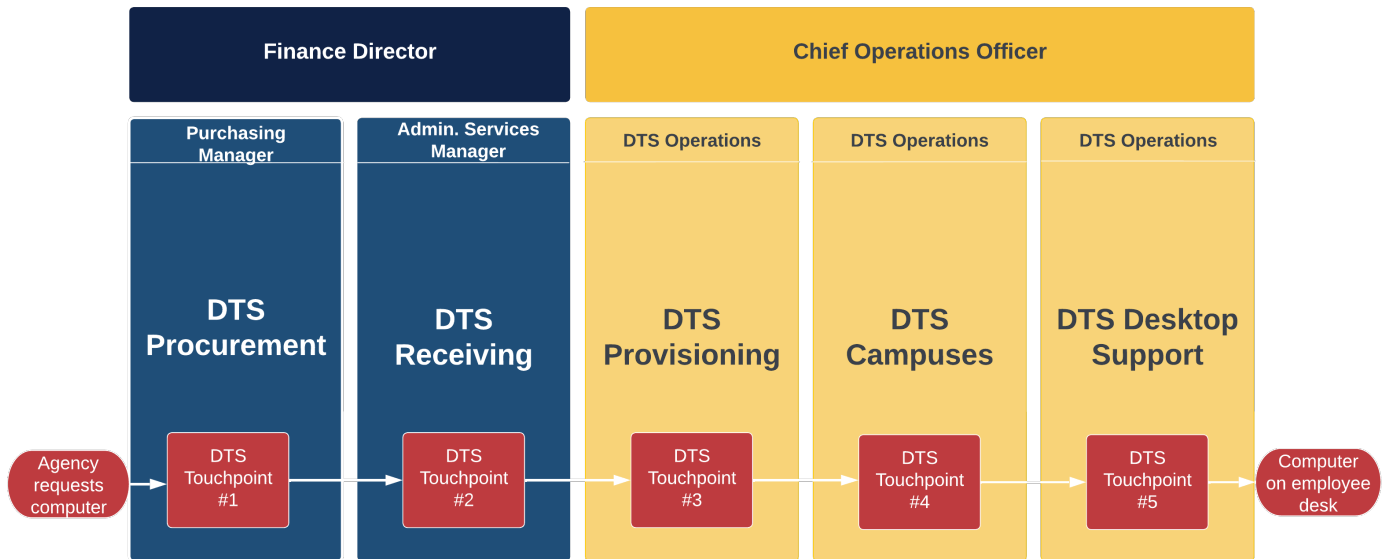 Finance Director
Chief Operations Officer
Purchasing
Manager
Admin. Services
Manager
DTS Operations
DTS Operations
DTS Operations
DTS
Procurement
DTS
Receiving
DTS
Provisioning
DTS
Campuses
DTS Desktop
Support
Agency
requests
computer
DTS
Touchpoint
#1
DTS
Touchpoint
#2
DTS
Touchpoint
#3
DTS
Touchpoint
#4
DTS
Touchpoint
#5
Computer
on employee
desk